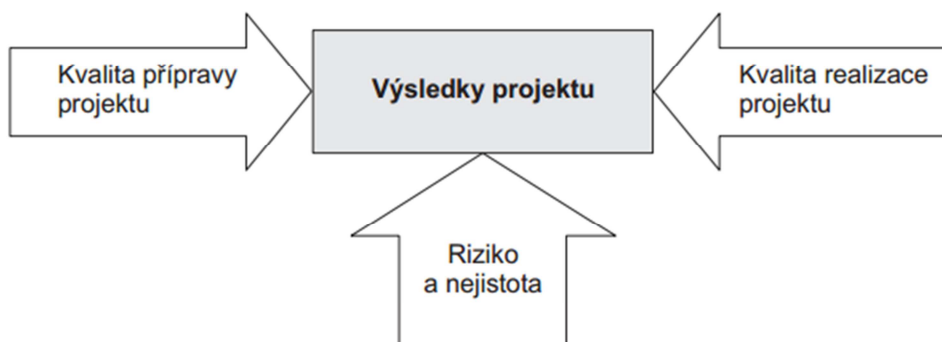 Kvalita přípravy
projektu
Výsledky projektu
Kvalita realizace
projektu
Riziko
a nejistota